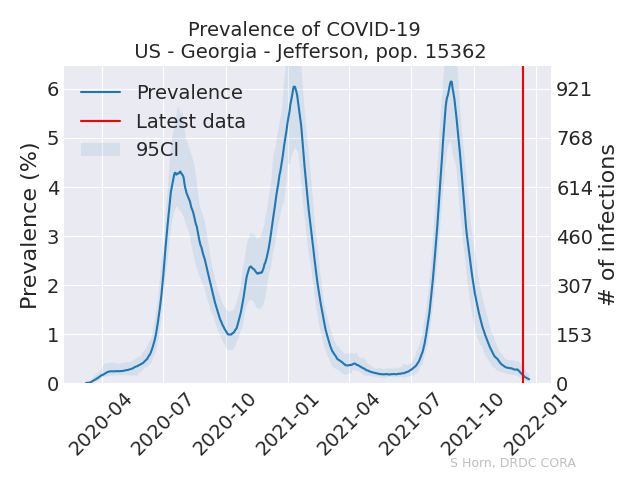 Prevalence of COVID-19
US - Georgia - Jefferson, pop. 15362
Prevalence
Latest data
95CI
Prevalence (%)
6
5
4
3
2
1
0
921
768
614
460
307
153
0
# of infections
2020-04
2020-07
2020-10
2021-01
2021-04
2021-07
2021-10
2022-01
S Horn, DRDC CORA